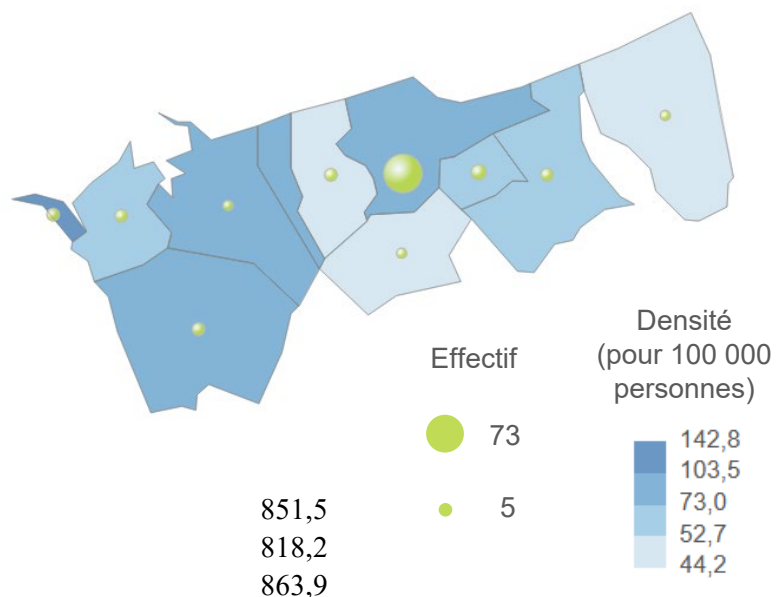 Effectif
73
5
Densité
(pour 100 000
personnes)
142,8
103,5
73,0
52,7
44,2
851,5
818,2
863,9